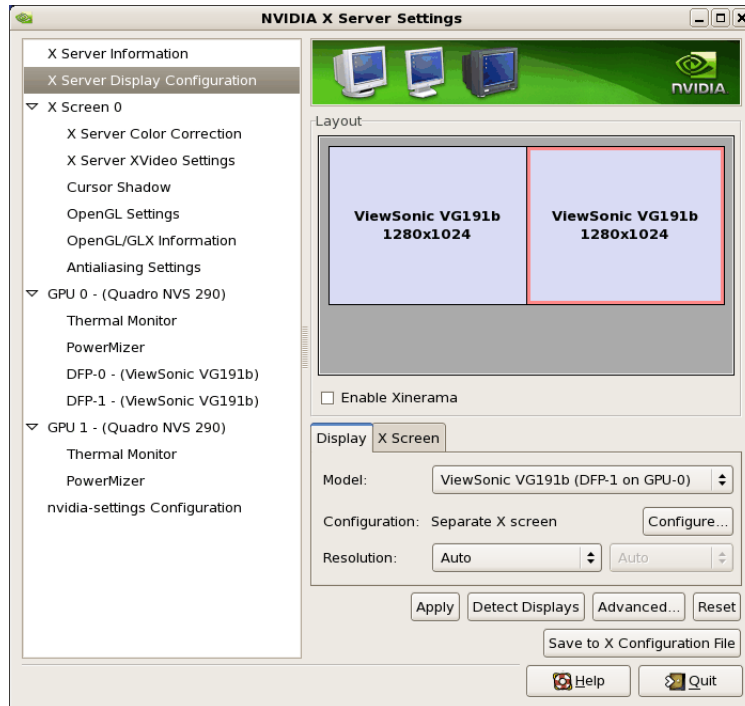 NVIDIA X Server Settings
X Server Information
X Server Display Configuration
X Screen 0
X Server Color Correction
X Server XVideo Settings
Cursor Shadow
OpenGL Settings
OpenGL/GLX Information
Antialiasing Settings
GPU 0 - (Quadro NVS 290)
Thermal Monitor
PowerMizer
DFP-0 - (ViewSonic VG191b)
DFP-1 - (ViewSonic VG191b)
GPU 1 - (Quadro NVS 290)
Thermal Monitor
PowerMizer
nvidia-settings Configuration
NVIDIA
Layout
ViewSonic VG191b
1280x1024
ViewSonic VG191b
1280x1024
Enable Xinerama
Display X Screen
Model: ViewSonic VG191b (DFP-1 on GPU-0)
Configuration: Separate X screen Configure...
Resolution: Auto Auto
Apply Detect Displays Advanced... Reset
Save to X Configuration File
Help Quit